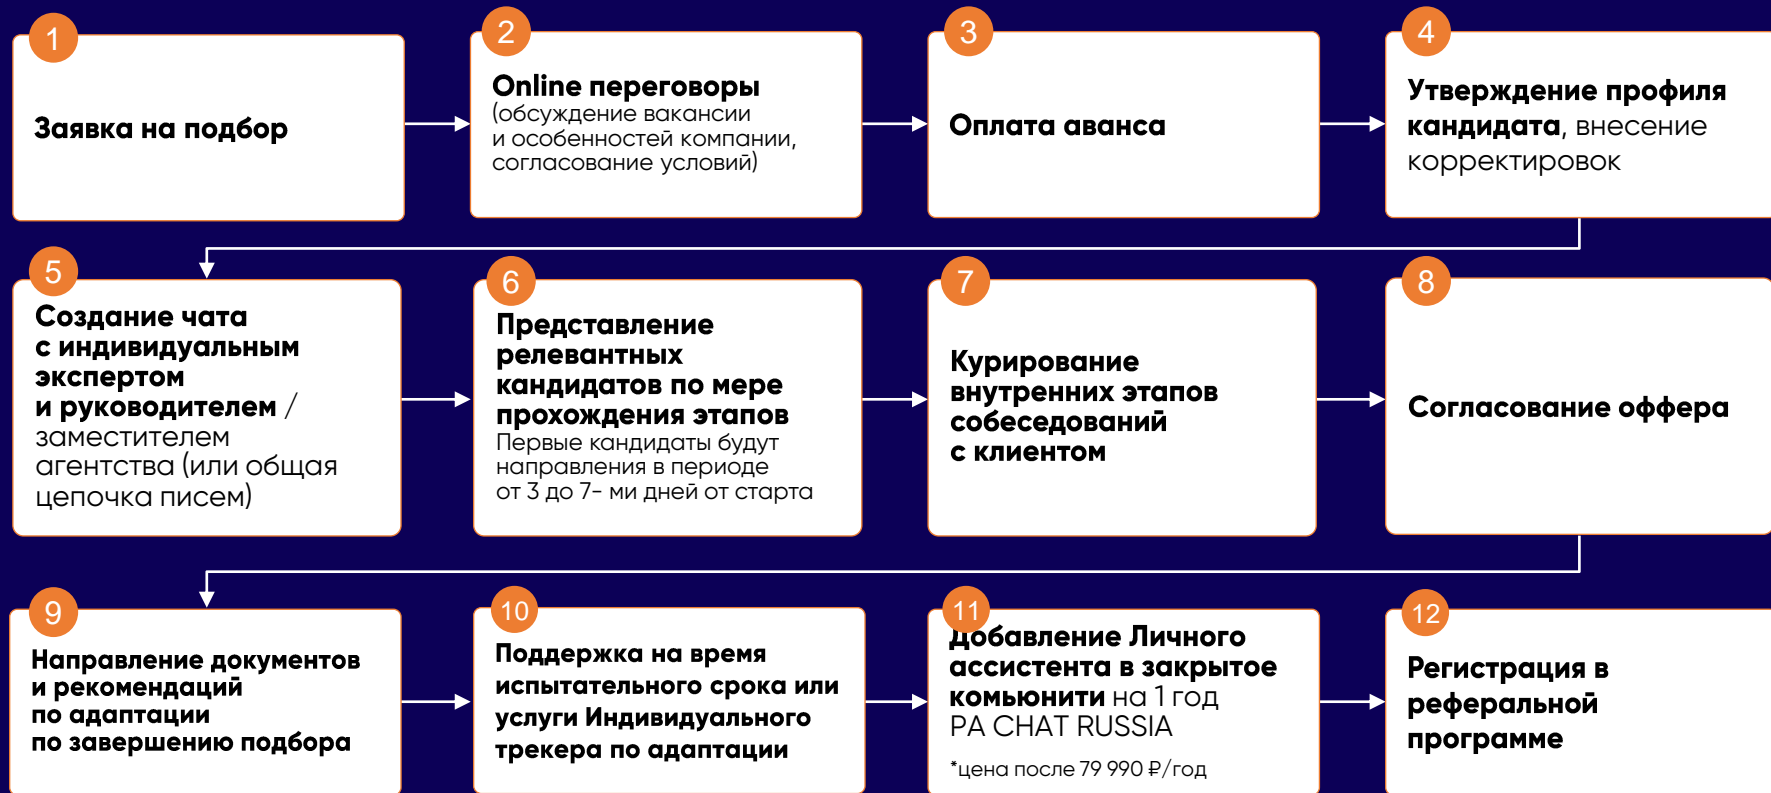 1
Заявка на подбор
2
Online переговоры
(обсуждение вакансии
и особенностей компании,
согласование условий)
3
Оплата аванса
4
Утверждение профиля
кандидата, внесение
корректировок
5
Создание чата
с индивидуальным
экспертом
и руководителем /
заместителем
агентства (или общая
цепочка писем)
6
Представление
релевантных
кандидатов по мере
прохождения этапов
Первые кандидаты будут
направления в периоде
от 3 до 7- ми дней от старта
7
Курирование
внутренних этапов
собеседований
с клиентом
8
Согласование оффера
9
Направление документов
и рекомендаций
по адаптации
по завершению подбора
10
Поддержка на время
испытательного срока или
услуги Индивидуального
трекера по адаптации
11
Добавление Личного
ассистента в закрытое
комьюнити на 1 год
PA CHAT RUSSIA
*цена после 79 990 ₽/год
12
Регистрация в
реферальной
программе